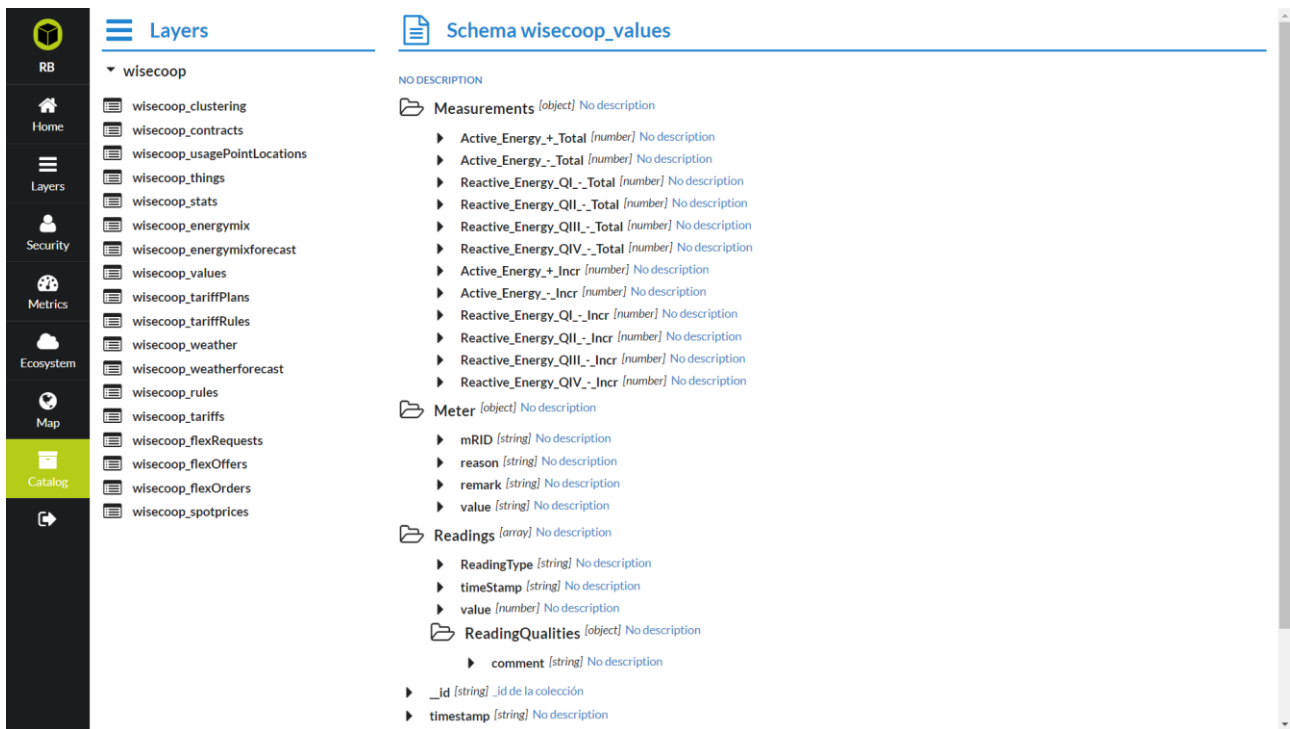 RB
Home
Layers
Security
Metrics
Ecosystem
Map
Catalog
Layers
wisecoop
wisecoop_clustering
wisecoop_contracts
wisecoop_usagePointLocations
wisecoop_things
wisecoop_stats
wisecoop_energymix
wisecoop_energymixforecast
wisecoop_values
wisecoop_tariffPlans
wisecoop_tariffRules
wisecoop_weather
wisecoop_weatherforecast
wisecoop_rules
wisecoop_tariffs
wisecoop_flexRequests
wisecoop_flexOffers
wisecoop_flexOrders
wisecoop_spotprices
Schema wisecoop_values
NO DESCRIPTION
Measurements [object] No description
Active_Energy_+_Total [number] No description
Active_Energy_-_Total [number] No description
Reactive_Energy_QI_-_Total [number] No description
Reactive_Energy_QII_-_Total [number] No description
Reactive_Energy_QIII_-_Total [number] No description
Reactive_Energy_QIV_-_Total [number] No description
Active_Energy_+_Incr [number] No description
Active_Energy_-_Incr [number] No description
Reactive_Energy_QI_-_Incr [number] No description
Reactive_Energy_QII_-_Incr [number] No description
Reactive_Energy_QIII_-_Incr [number] No description
Reactive_Energy_QIV_-_Incr [number] No description
Meter [object] No description
mRID [string] No description
reason [string] No description
remark [string] No description
value [string] No description
Readings [array] No description
ReadingType [string] No description
timeStamp [string] No description
value [number] No description
ReadingQualities [object] No description
comment [string] No description
__id [string] _id de la colección
timestamp [string] No description